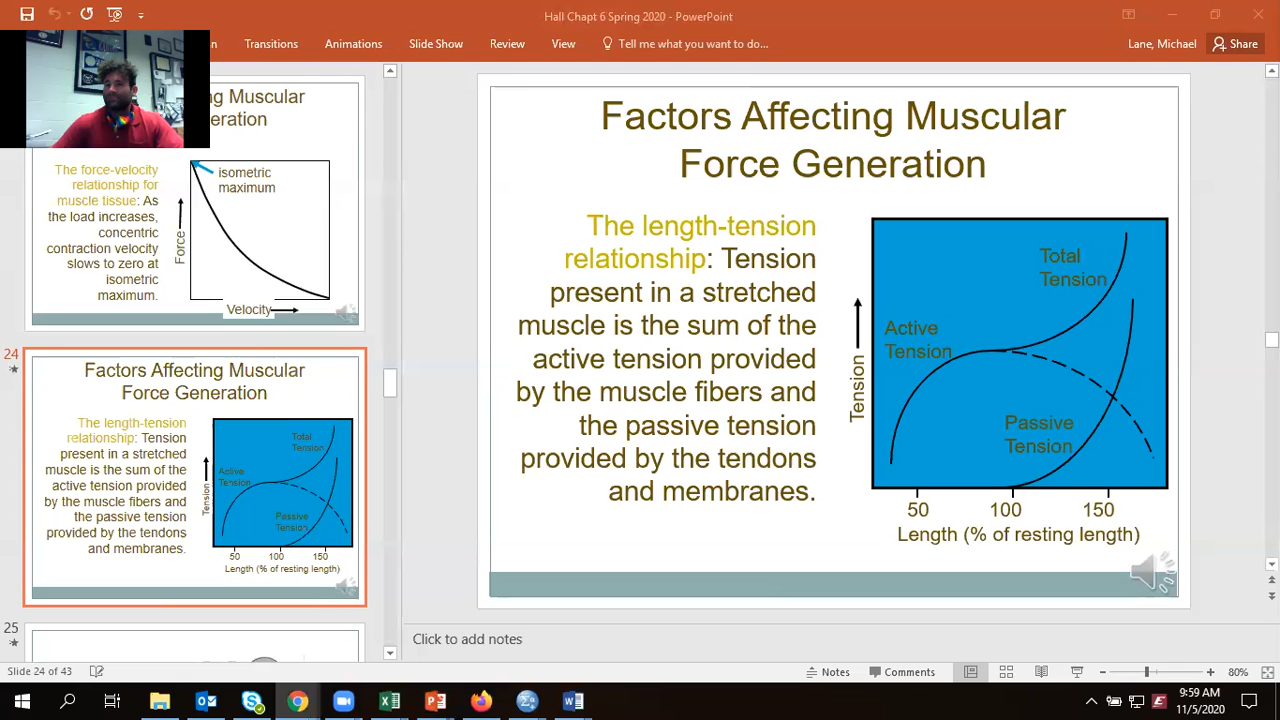 Hall Chapt 6 Spring 2020 - PowerPoint
Transitions
Animations
Slide Show
Review
View
Tell me what you want to do...
Lane, Michael
Share
ng Muscular
eneration
The force-velocity
relationship for
muscle tissue: As
the load increases,
concentric
contraction velocity
slows to zero at
isometric
maximum.
isometric
maximum
Force
Velocity
24
Factors Affecting Muscular
Force Generation
The length-tension
relationship: Tension
present in a stretched
muscle is the sum of the
active tension provided
by the muscle fibers and
the passive tension
provided by the tendons
and membranes.
Total
Tension
Active
Tension
Passive
Tension
Tension
50 100 150
Length (% of resting length)
25
Factors Affecting Muscular
Force Generation
The length-tension
relationship: Tension
present in a stretched
muscle is the sum of the
active tension provided
by the muscle fibers and
the passive tension
provided by the tendons
and membranes.
Total
Tension
Active
Tension
Passive
Tension
Tension
50 100 150
Length (% of resting length)
Click to add notes
Slide 24 of 43
Notes
Comments
80%
9:59 AM
11/5/2020